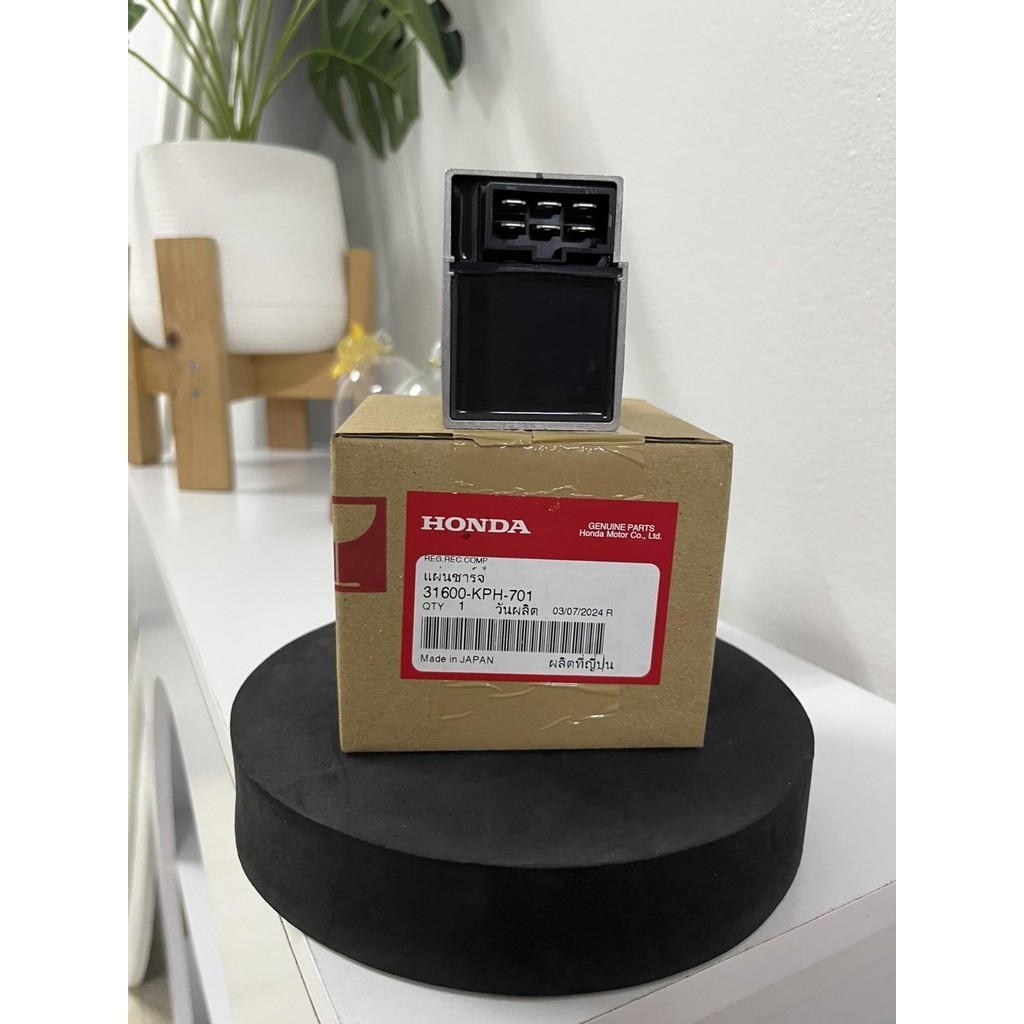 HONDA
GENUINE PARTS
Honda Motor Co., Ltd.
REG.REC.COMP
แผ่นชาร์จ
31600-KPH-701
QTY 1 วันผลิต 03/07/2024 R
Made in JAPAN ผลิตที่ญี่ปุ่น